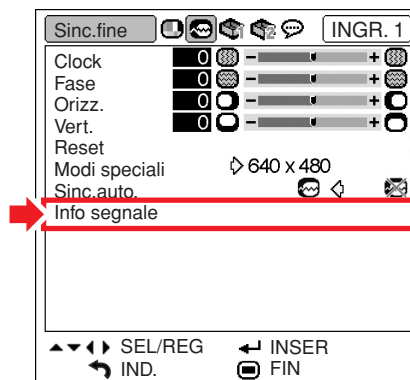 Sinc.fine INGR. 1
Clock 0 - +
Fase 0 - +
Orizz. 0 - +
Vert. 0 - +
Reset
Modi speciali 640 x 480
Sinc.auto.
Info segnale
SEL/REG INSER
IND. FIN